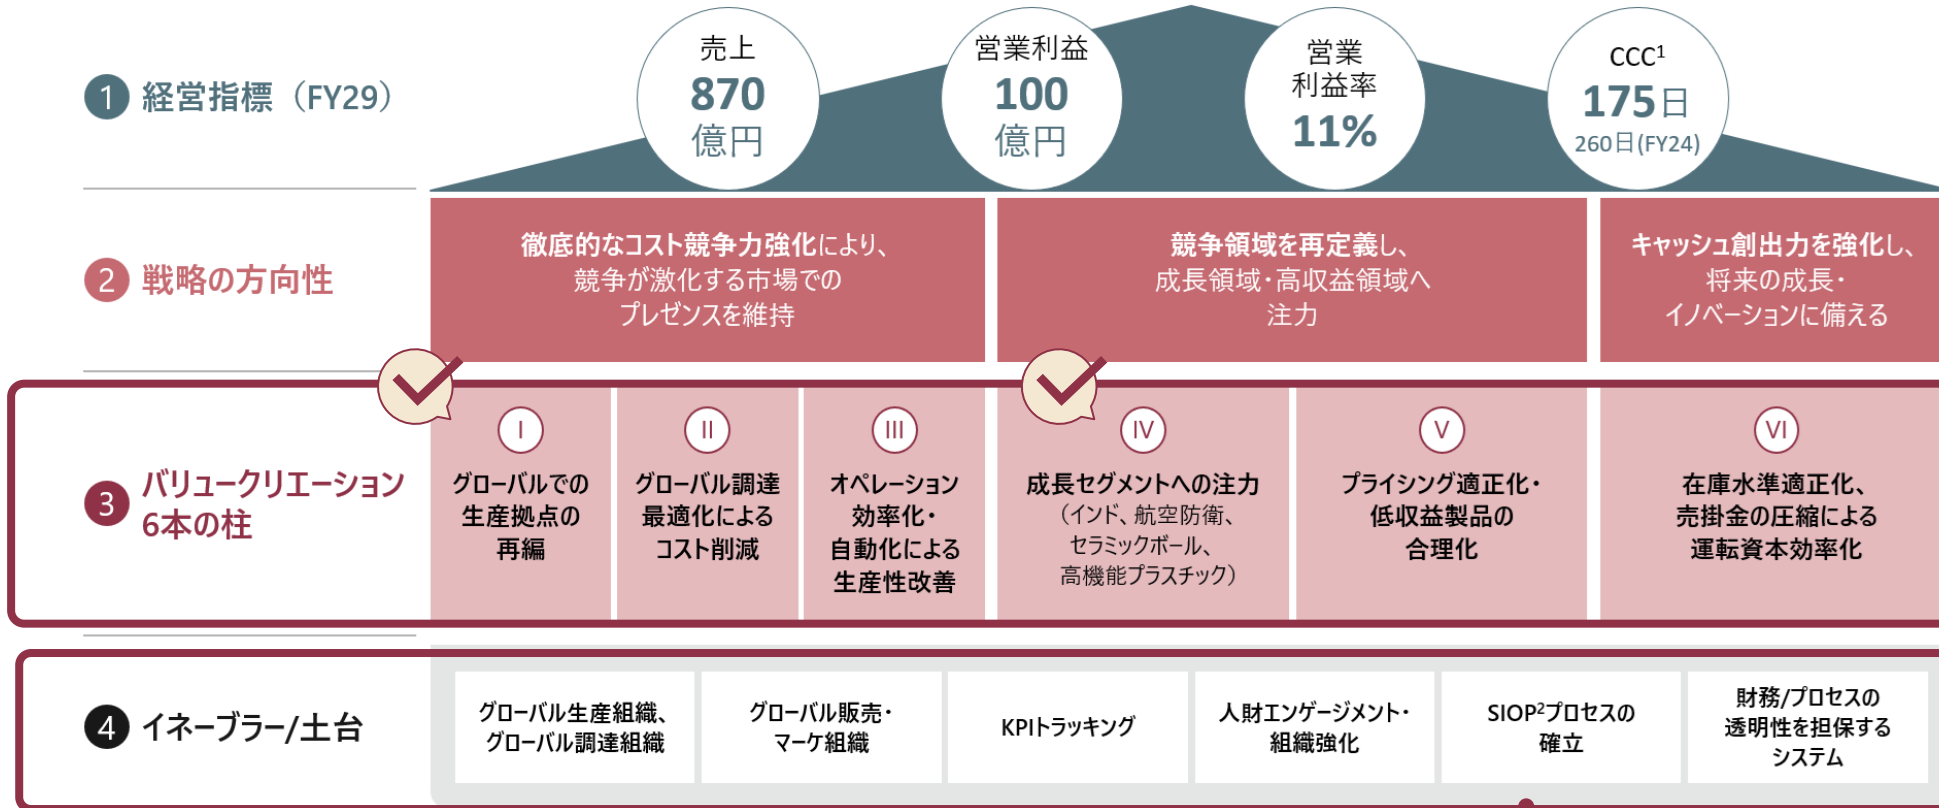 1 経営指標（FY29）
売上
870
億円
営業利益
100
億円
営業
利益率
11%
CCC1
175日
260日(FY24)
2 戦略の方向性
徹底的なコスト競争力強化により、
競争が激化する市場での
プレゼンスを維持
競争領域を再定義し、
成長領域・高収益領域へ
注力
キャッシュ創出力を強化し、
将来の成長・
イノベーションに備える
3 バリュークリエーション
6本の柱
I
グローバルでの
生産拠点の
再編
II
グローバル調達
最適化による
コスト削減
III
オペレーション
効率化・
自動化による
生産性改善
IV
成長セグメントへの注力
（インド、航空防衛、
セラミックボール、
高機能プラスチック）
V
プライシング適正化・
低収益製品の
合理化
VI
在庫水準適正化、
売掛金の圧縮による
運転資本効率化
4 イネーブラー/土台
グローバル生産組織、
グローバル調達組織
グローバル販売・
マーケ組織
KPIトラッキング
人財エンゲージメント・
組織強化
SIOP2プロセスの
確立
財務/プロセスの
透明性を担保する
システム